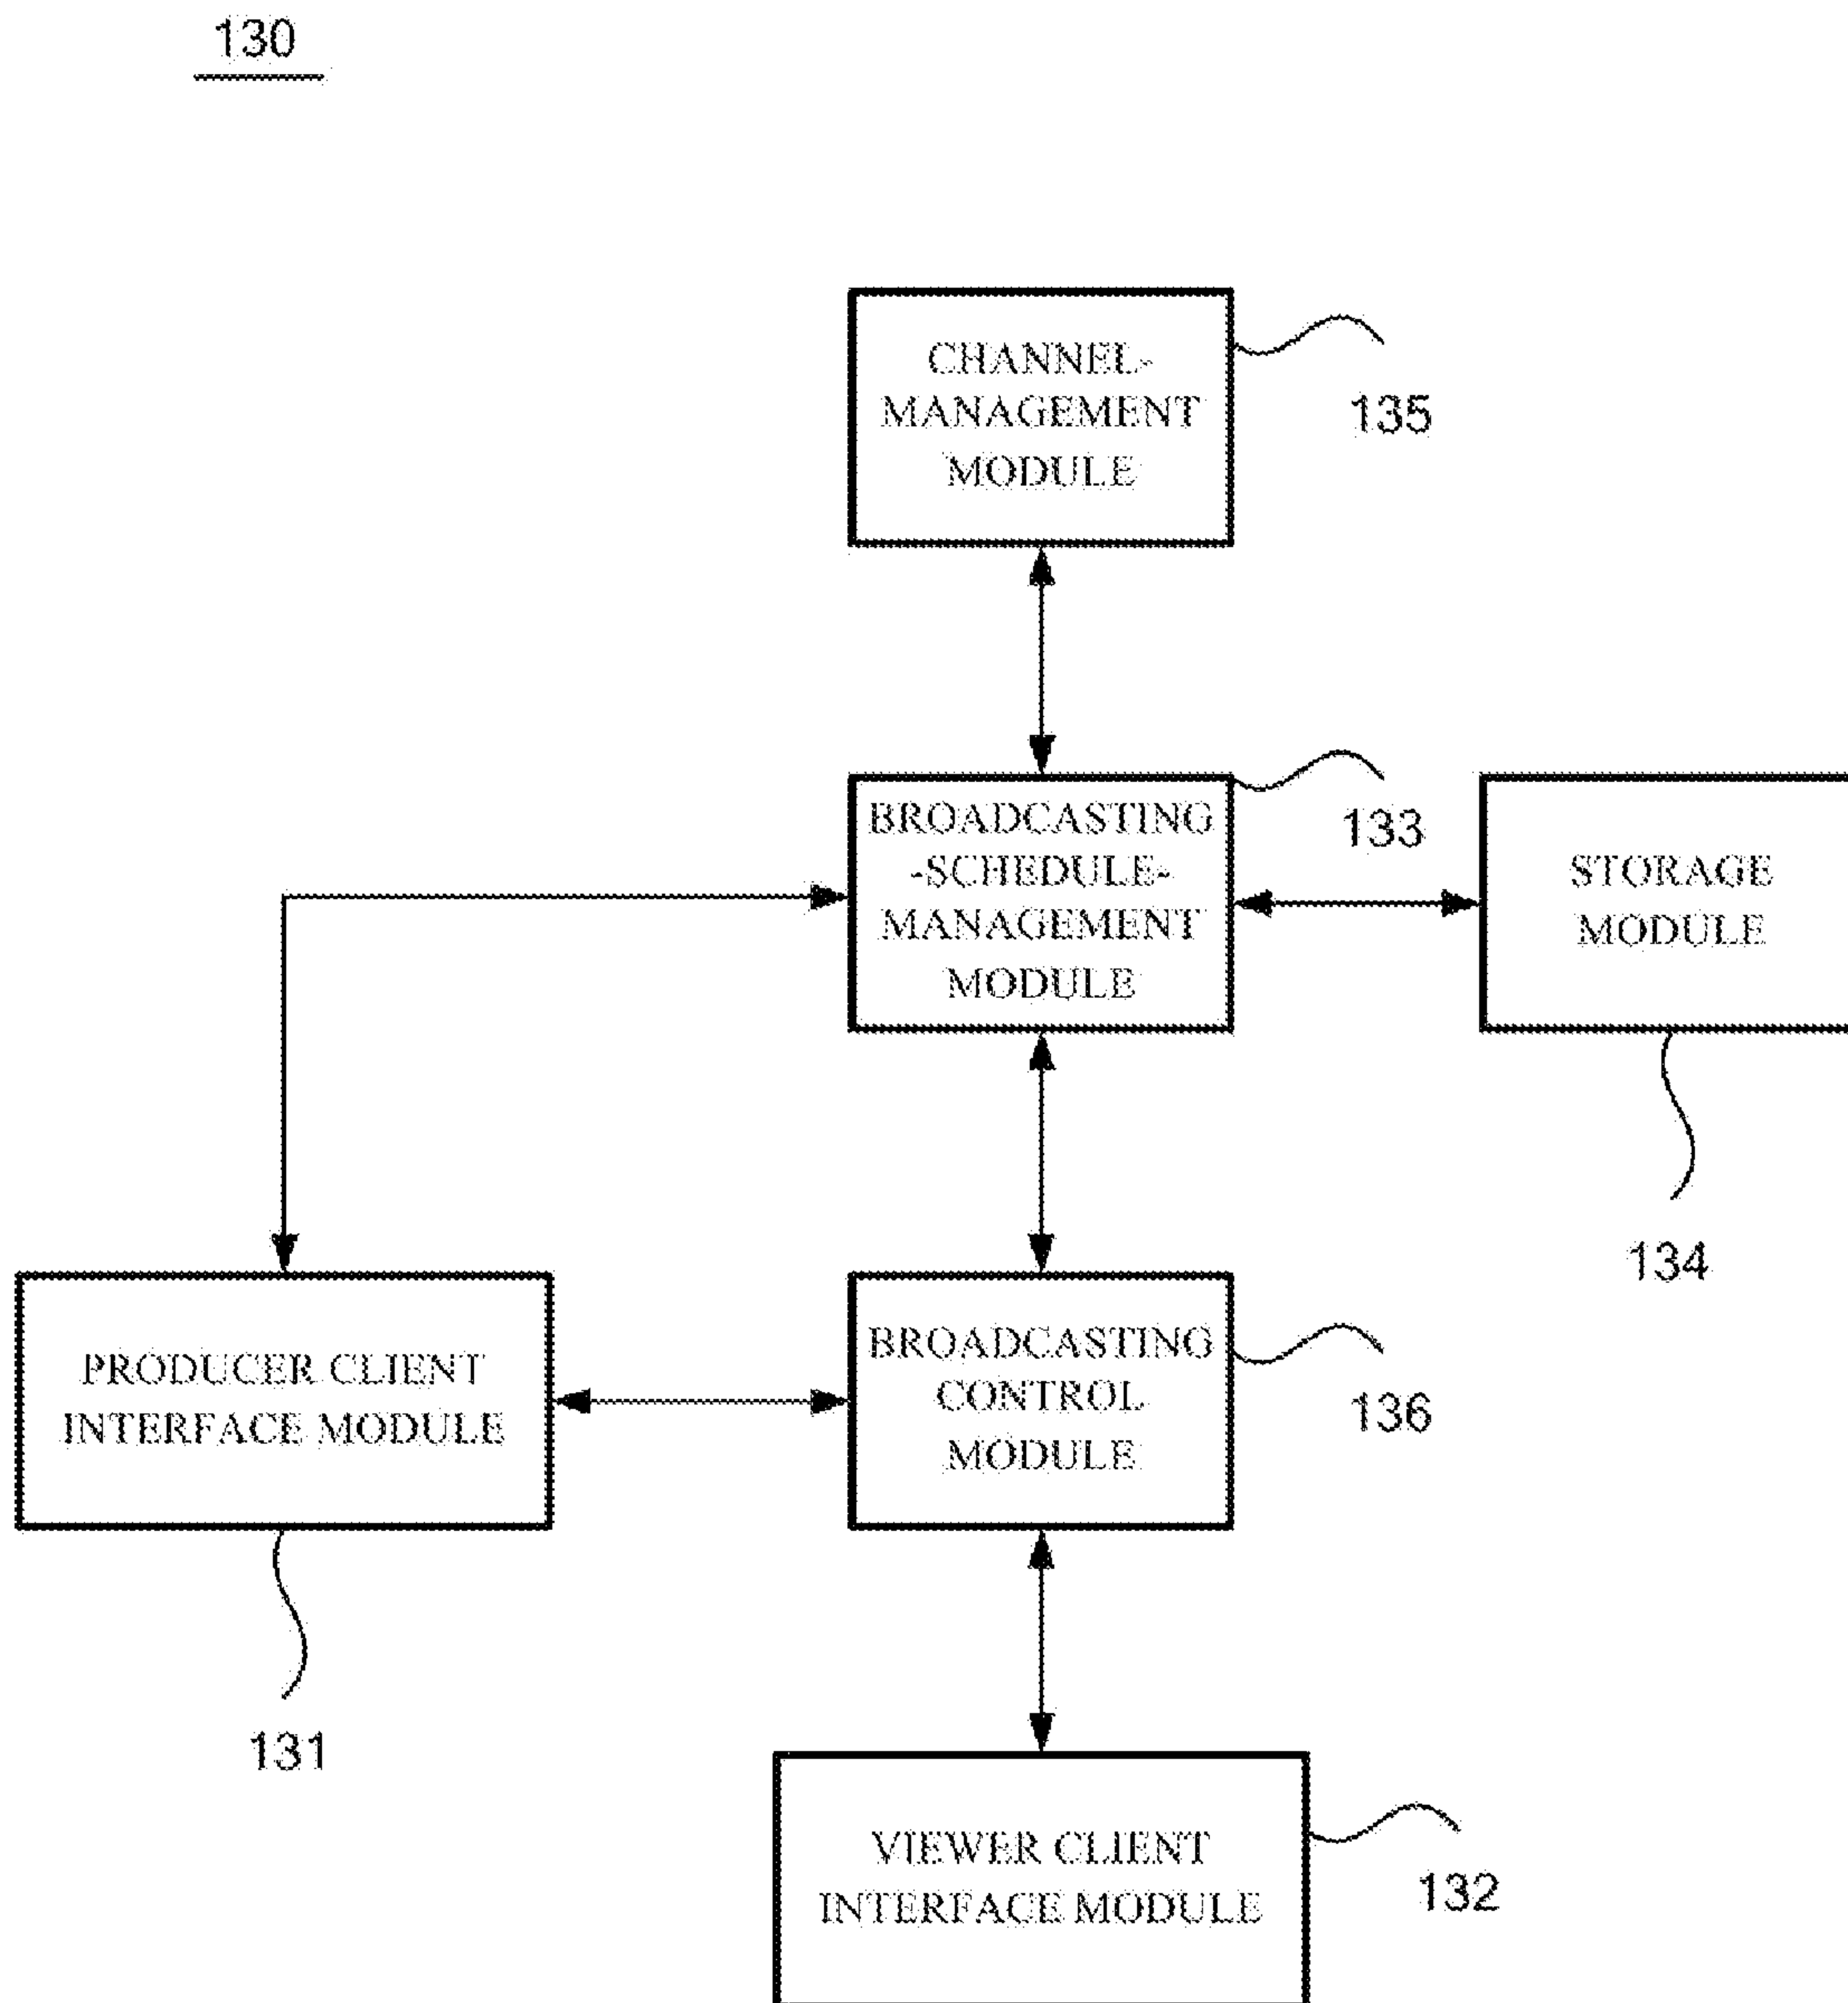 130
CHANNEL-
MANAGEMENT
MODULE
135
BROADCASTING
-SCHEDULE-
MANAGEMENT
MODULE
133
STORAGE
MODULE
134
PRODUCER CLIENT
INTERFACE MODULE
131
BROADCASTING
CONTROL
MODULE
136
VIEWER CLIENT
INTERFACE MODULE
132